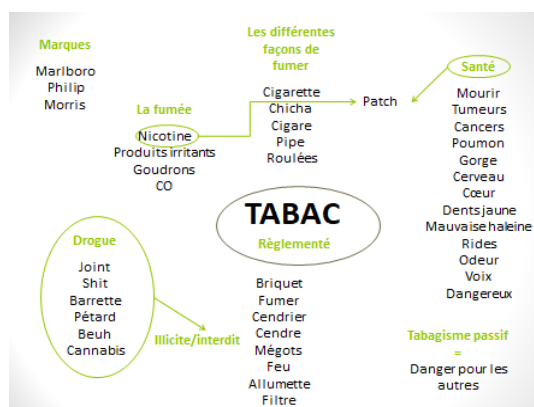 Marques
Marlboro
Philip
Morris
La fumée
Nicotine
Produits irritants
Goudrons
CO
Les différentes
façons de
fumer
Cigarette
Chicha
Cigare
Pipe
Roulées
Patch
Santé
Mourir
Tumeurs
Cancers
Poumon
Gorge
Cerveau
Cœur
Dents jaune
Mauvaise haleine
Rides
Odeur
Voix
Dangereux
TABAC
Règlementé
Drogue
Joint
Shit
Barrette
Pétard
Beuh
Cannabis
Illicite/interdit
Briquet
Fumer
Cendrier
Cendre
Mégots
Feu
Allumette
Filtre
Tabagisme passif
=
Danger pour les
autres